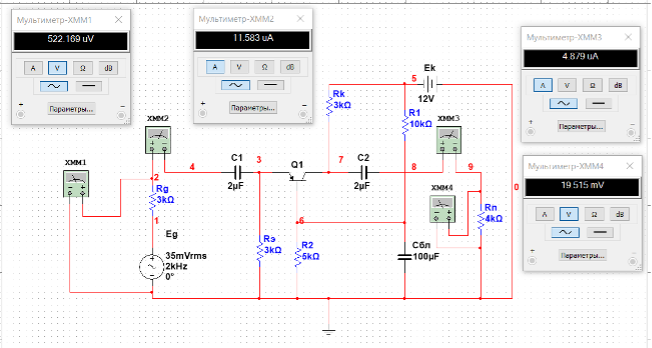 Мультиметр-XMM1
522.169 uV
A V Ω dB
Параметры...
Мультиметр-XMM2
11.583 uA
A V Ω dB
Параметры...
Мультиметр-XMM3
4.879 uA
A V Ω dB
Параметры...
Мультиметр-XMM4
19.515 mV
A V Ω dB
Параметры...
XMM1
XMM2
XMM3
XMM4
Ek
12V
5
Rк
3kΩ
R1
10kΩ
C1
2µF
4
3
Q1
7
C2
2µF
8
9
0
2
Rg
3kΩ
1
Eg
35mVrms
2kHz
0°
Rэ
3kΩ
6
R2
5kΩ
Cбл
100µF
Rn
4kΩ